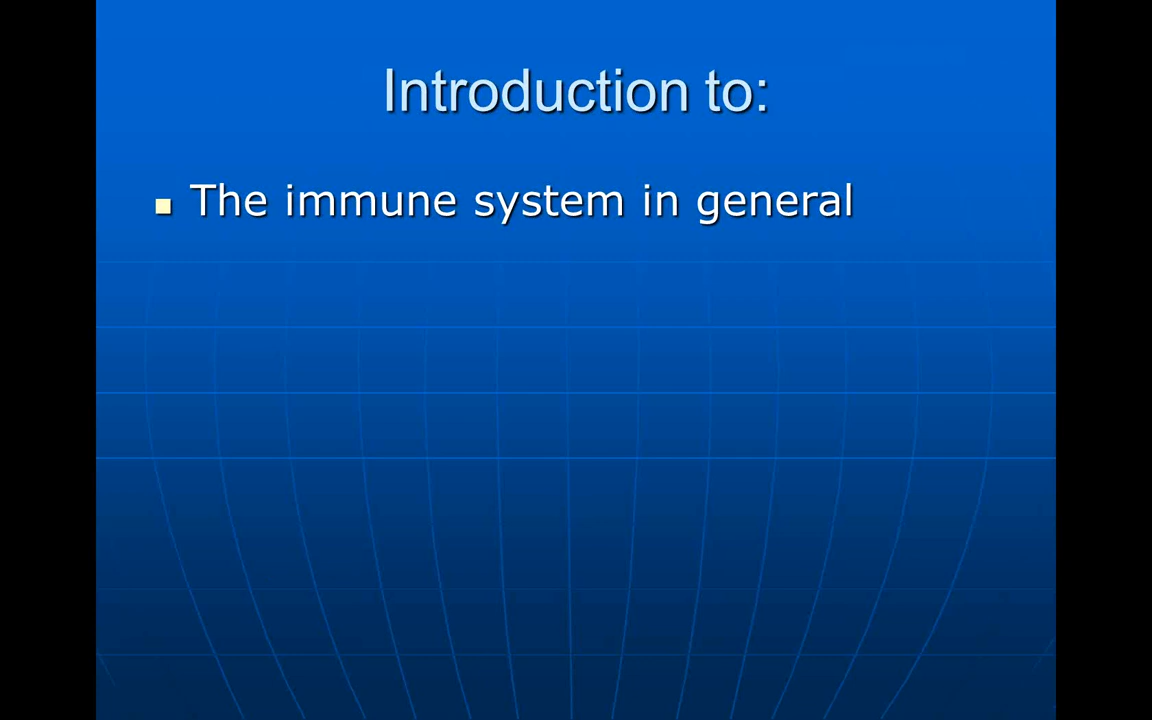 Introduction to:
The immune system in general